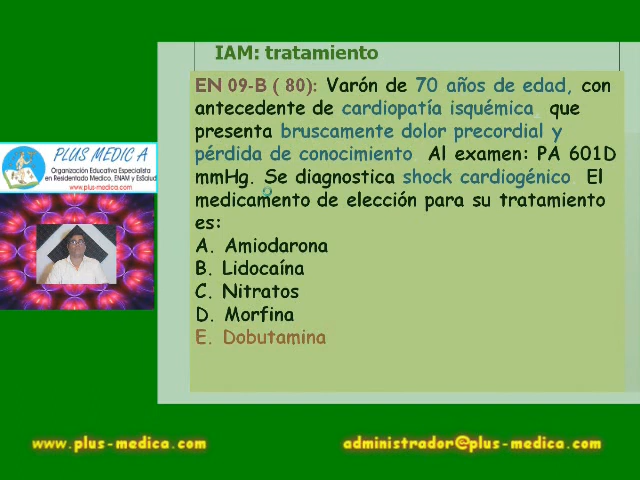 IAM: tratamiento
EN 09-B ( 80): Varón de 70 años de edad, con
antecedente de cardiopatía isquémica que
presenta bruscamente dolor precordial y
pérdida de conocimiento Al examen: PA 601D
mmHg. Se diagnostica shock cardiogénico El
medicamento de elección para su tratamiento
es:
A. Amiodarona
B. Lidocaína
C. Nitratos
D. Morfina
E. Dobutamina
PLUS MEDIC A
Organización Educativa Especialista
en Residentado Medico, ENAM y EsSalud
www.plus-medica.com
www.plus-medica.com
administrador@plus-medica.com